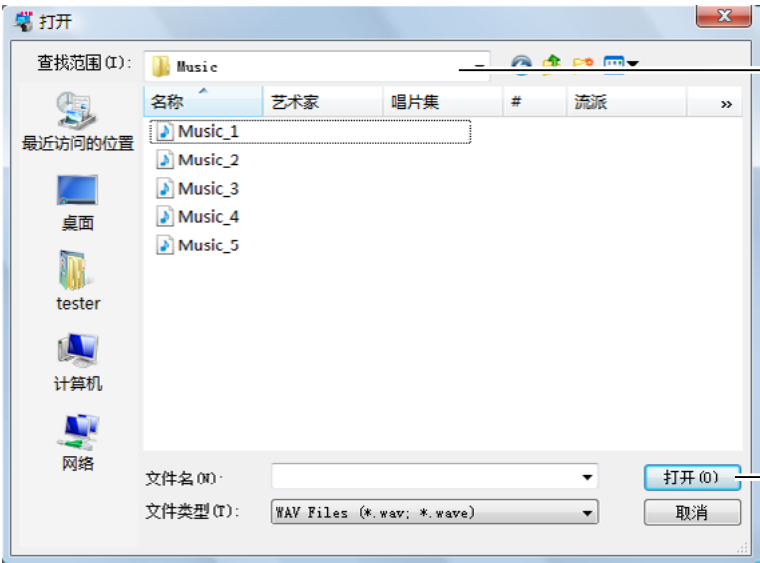 打开
查找范围(I):
Music
名称
艺术家
唱片集
#
流派
»
最近访问的位置
桌面
tester
计算机
网络
Music_1
Music_2
Music_3
Music_4
Music_5
文件名(N):
打开(O)
文件类型(T):
WAV Files (*.wav; *.wave)
取消